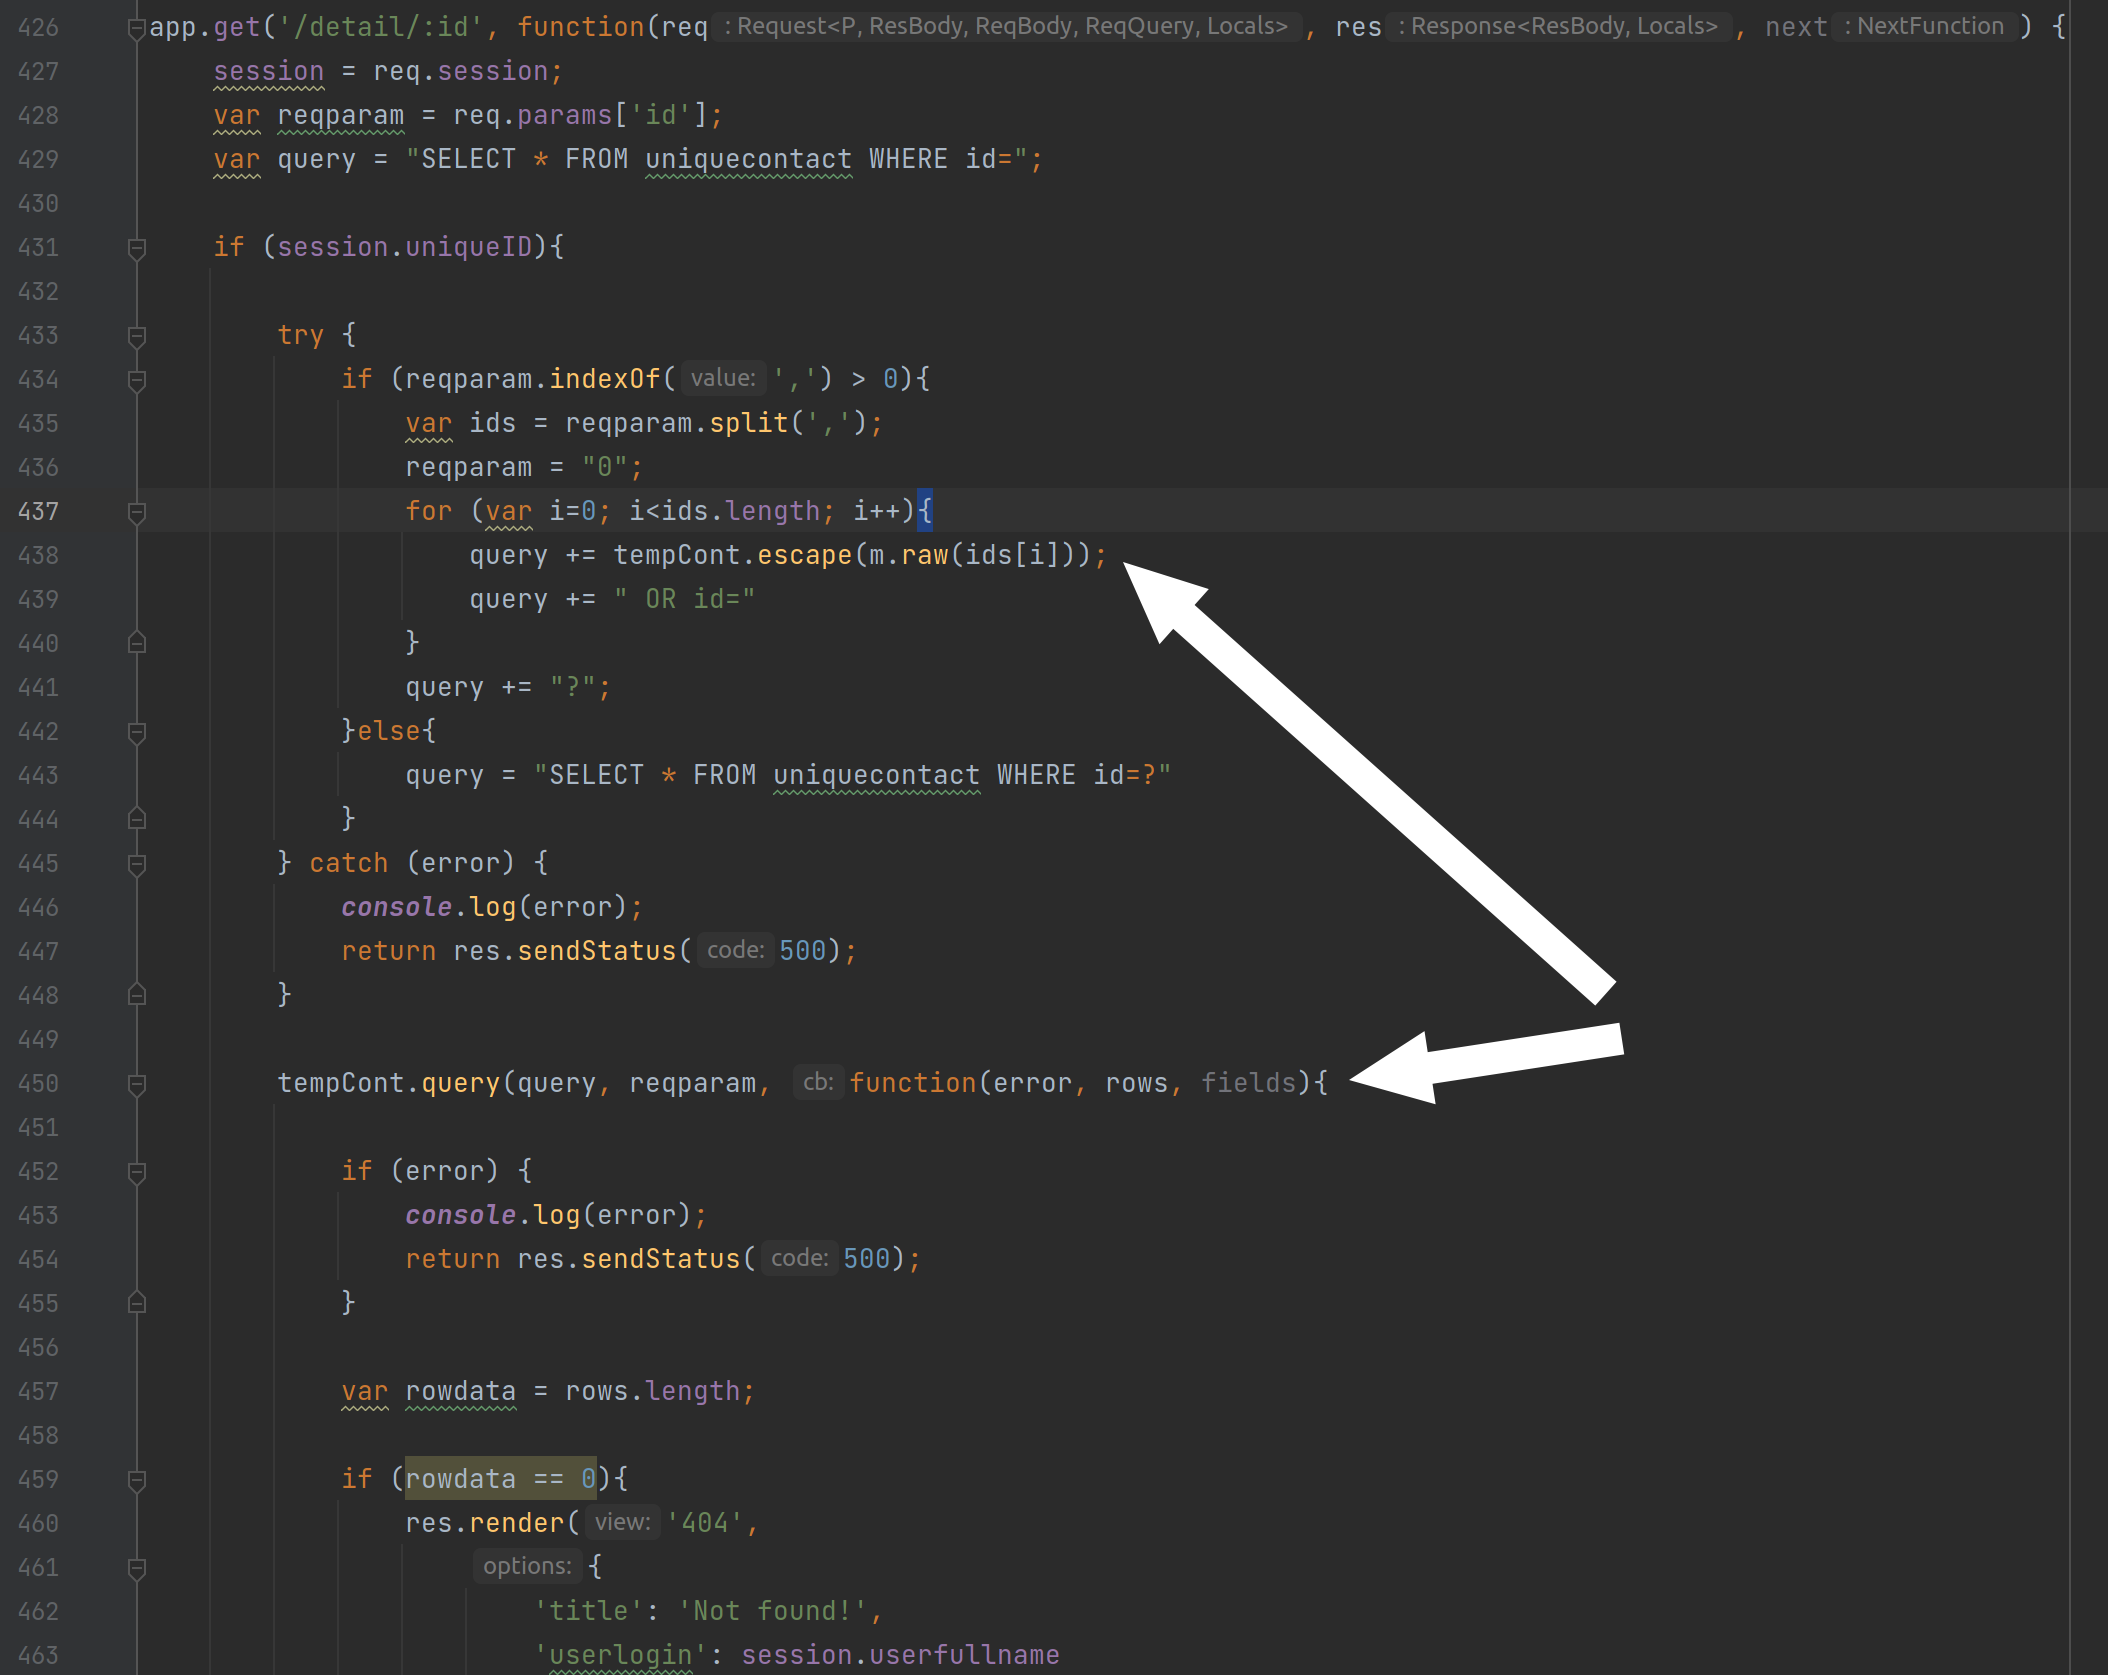 426 app.get('/detail/:id', function(req : Request<P, ResBody, ReqBody, ReqQuery, Locals> , res : Response<ResBody, Locals> , next : NextFunction ) {
427 session = req.session;
428 var reqparam = req.params['id'];
429 var query = "SELECT * FROM uniquecontact WHERE id=";
430
431 if (session.uniqueID){
432
433 try {
434 if (reqparam.indexOf( value: ',') > 0){
435 var ids = reqparam.split(',');
436 reqparam = "0";
437 for (var i=0; i<ids.length; i++){
438 query += tempCont.escape(m.raw(ids[i]));
439 query += " OR id="
440 }
441 query += "?";
442 }else{
443 query = "SELECT * FROM uniquecontact WHERE id=?"
444 }
445 } catch (error) {
446 console.log(error);
447 return res.sendStatus( code: 500);
448 }
449
450 tempCont.query(query, reqparam, cb: function(error, rows, fields){
451
452 if (error) {
453 console.log(error);
454 return res.sendStatus( code: 500);
455 }
456
457 var rowdata = rows.length;
458
459 if (rowdata == 0){
460 res.render( view: '404',
461 options: {
462 'title': 'Not found!',
463 'userlogin': session.userfullname